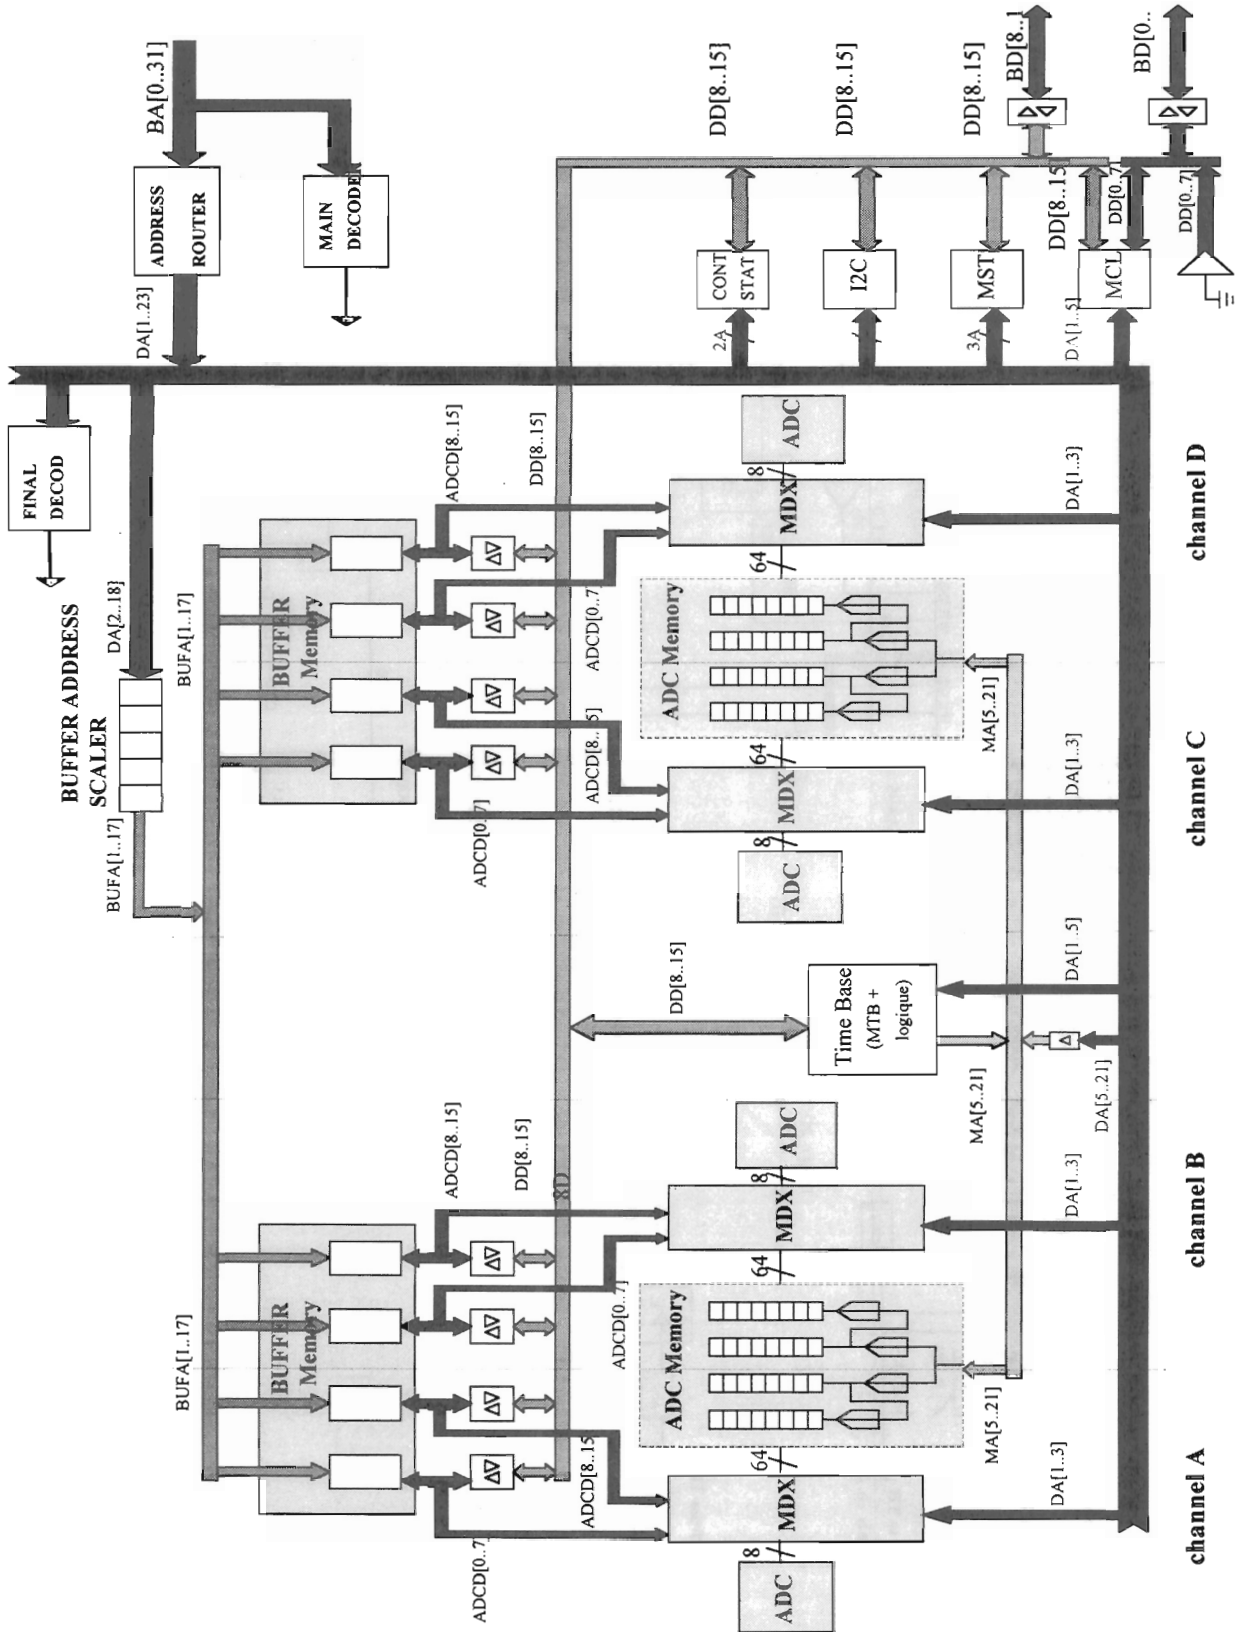 BA[0..31]
ADDRESS
ROUTER
MAIN
DECODER
DA[1..23]
FINAL
DECOD
DA[2..18]
BUFFER ADDRESS
SCALER
BUFA[1..17]
BUFA[1..17]
BUFFER
Memory
ADCD[8..15]
DD[8..15]
ADCD[0..7]
ADCD[0..7]
DD[8..15]
DD[8..15]
DD[8..15]
BD[8..1
BD[0..
CONT
STAT
I2C
MST
MCL
DD[8..15]
DD[0..7]
DD[0..7]
2A
3A
DA[1..5]
ADC
8
MDX
64
ADC Memory
MA[5..21]
DA[1..3]
channel D
64
MDX
8
ADC
DA[1..3]
channel C
DD[8..15]
Time Base
(MTB +
logique)
DA[1..5]
MA[5..21]
DA[5..21]
BUFA[1..17]
BUFFER
Memory
ADCD[8..15]
DD[8..15]
8D
ADCD[0..7]
ADCD[8..15
ADCD[0..7]
ADC
8
MDX
64
ADC Memory
MA[5..21]
DA[1..3]
channel B
64
MDX
8
ADC
DA[1..3]
channel A